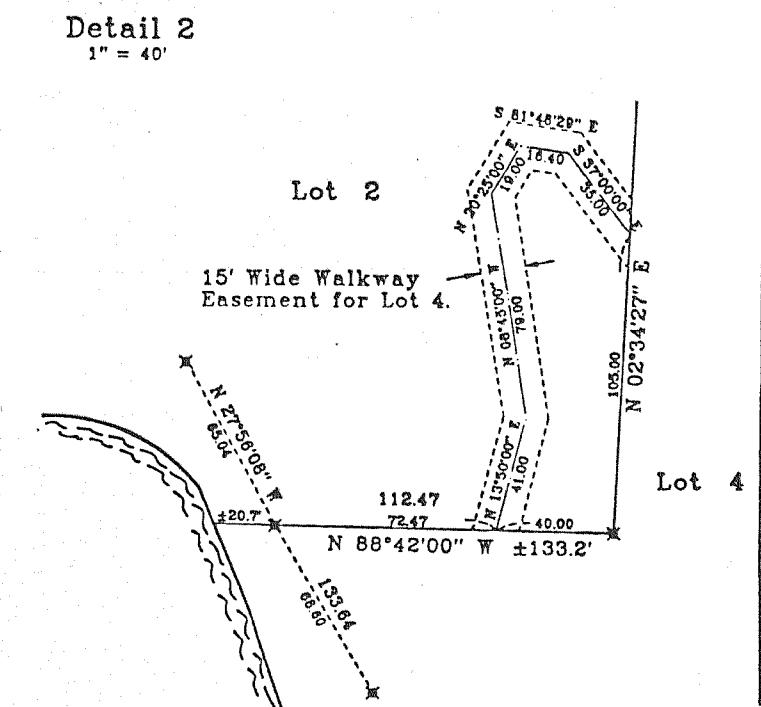 Detail 2
1" = 40'
S 81°48'29" E
16.40
N 20°25'00" E
19.00
S 37°00'00" E
35.00
Lot 2
15' Wide Walkway
Easement for Lot 4.
N 08°43'00" W
79.00
N 02°34'27" E
105.00
N 27°56'08" W
65.04
N 13°50'00" E
41.00
Lot 4
112.47
±20.7'
72.47
40.00
N 88°42'00" W ±133.2'
133.64
68.60